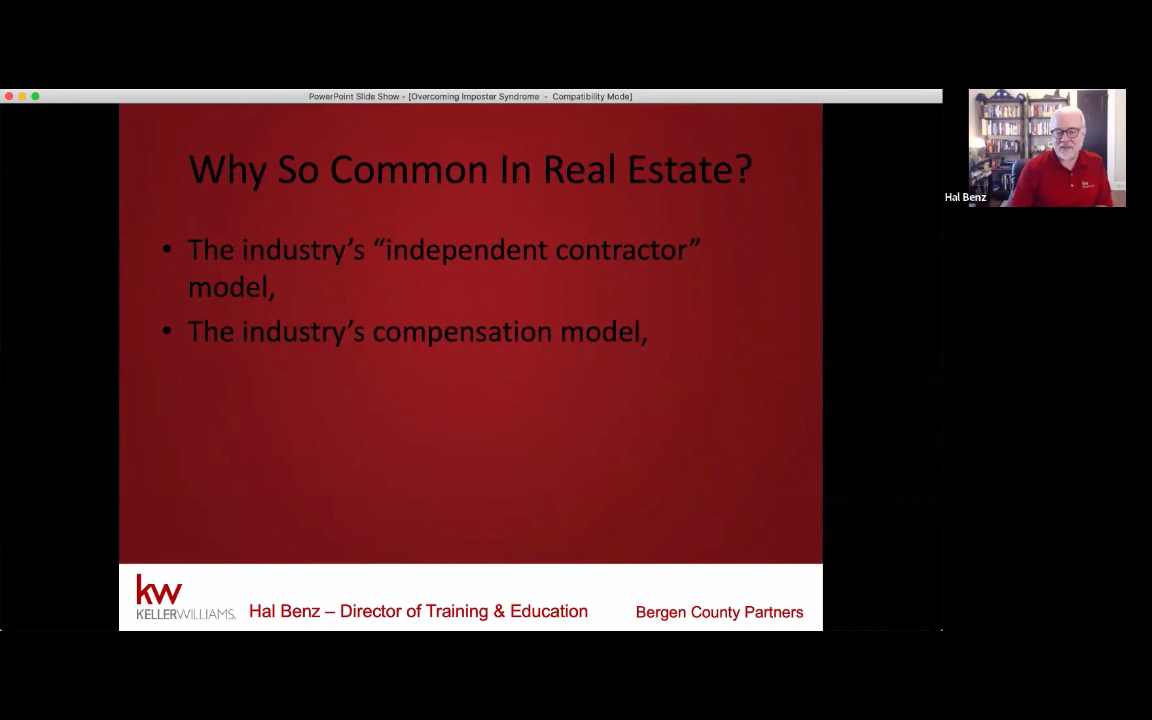 PowerPoint Slide Show - [Overcoming Imposter Syndrome - Compatibility Mode]
Why So Common In Real Estate?
• The industry’s “independent contractor”
model,
• The industry’s compensation model,
kw
KELLERWILLIAMS.
Hal Benz – Director of Training & Education
Bergen County Partners
kw
Hal Benz